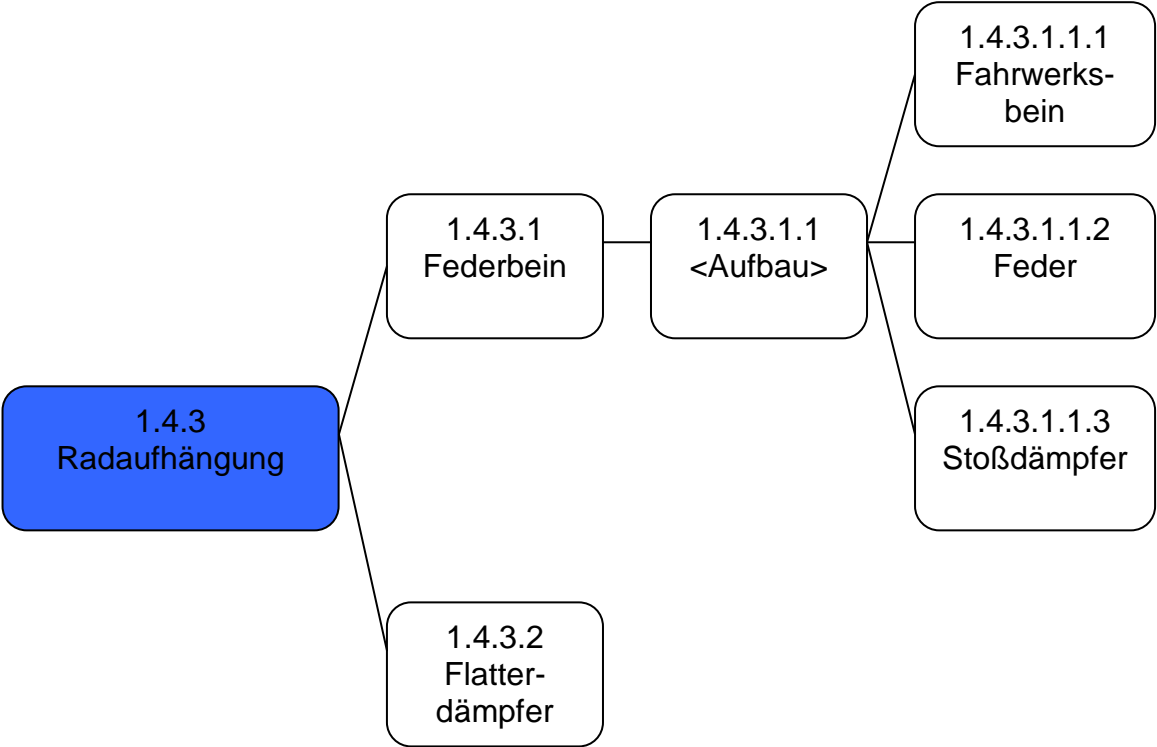 1.4.3
Radaufhängung
1.4.3.1
Federbein
1.4.3.1.1
<Aufbau>
1.4.3.1.1.1
Fahrwerks-
bein
1.4.3.1.1.2
Feder
1.4.3.1.1.3
Stoßdämpfer
1.4.3.2
Flatter-
dämpfer